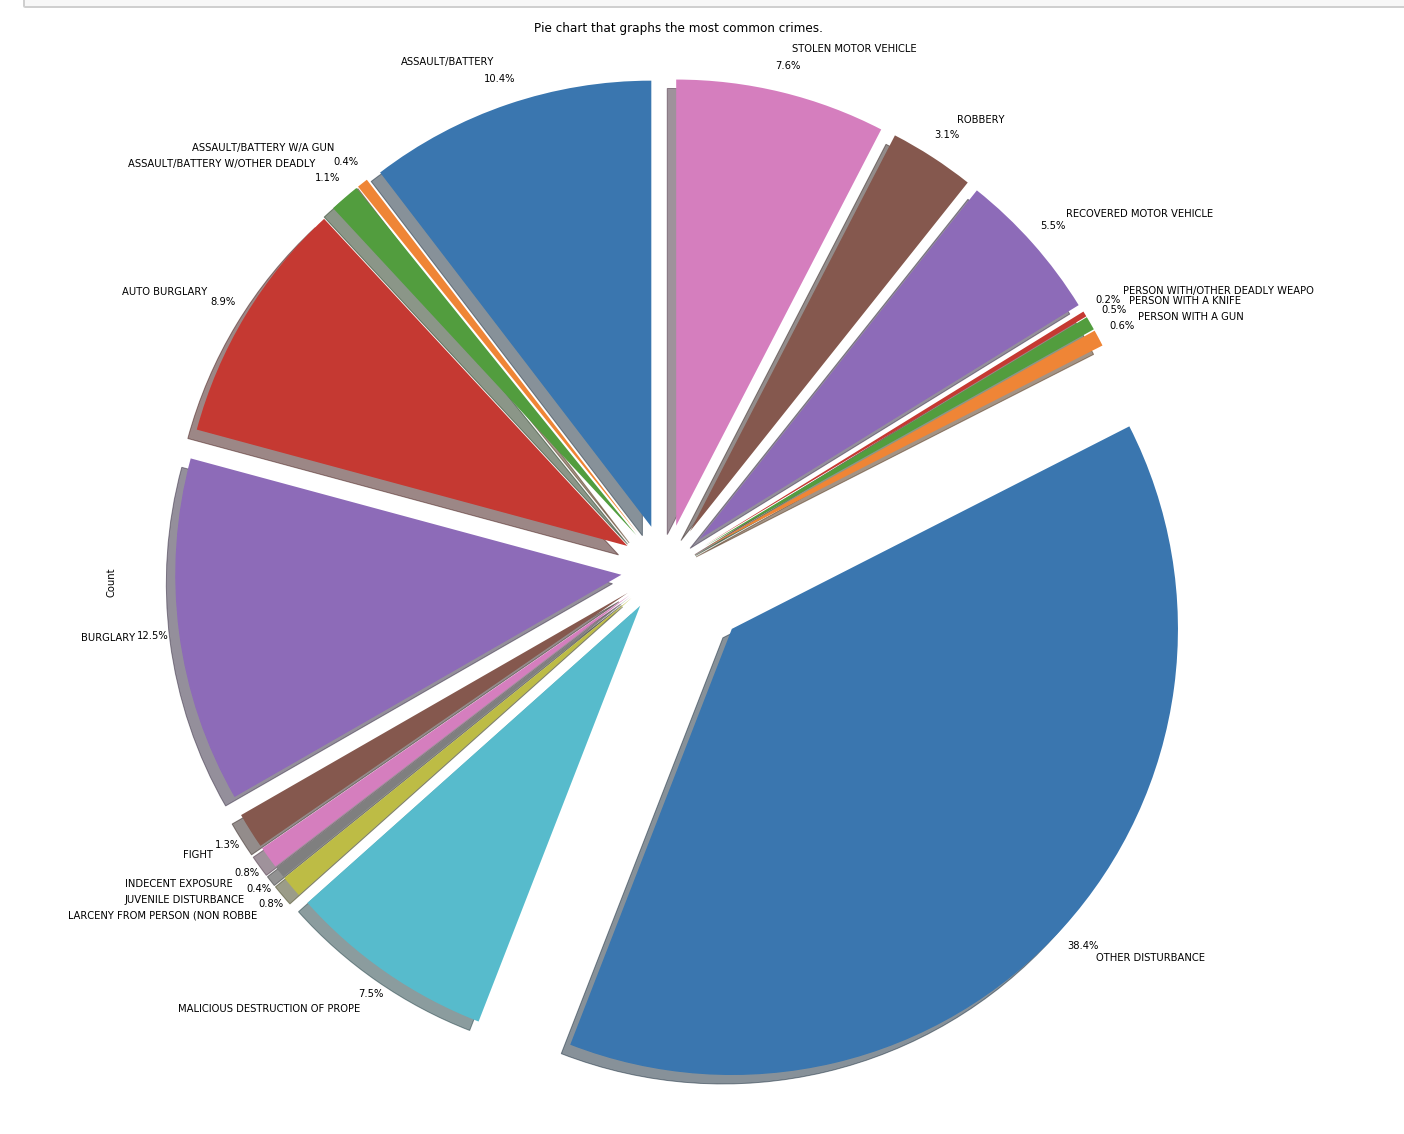 Pie chart that graphs the most common crimes.
STOLEN MOTOR VEHICLE
7.6%
ASSAULT/BATTERY
10.4%
ROBBERY
3.1%
ASSAULT/BATTERY W/A GUN
0.4%
ASSAULT/BATTERY W/OTHER DEADLY
1.1%
RECOVERED MOTOR VEHICLE
5.5%
AUTO BURGLARY
8.9%
PERSON WITH/OTHER DEADLY WEAPO
0.2%
PERSON WITH A KNIFE
0.5%
PERSON WITH A GUN
0.6%
Count
BURGLARY
12.5%
FIGHT
1.3%
INDECENT EXPOSURE
0.8%
JUVENILE DISTURBANCE
0.4%
LARCENY FROM PERSON (NON ROBBE
0.8%
38.4%
OTHER DISTURBANCE
7.5%
MALICIOUS DESTRUCTION OF PROPE